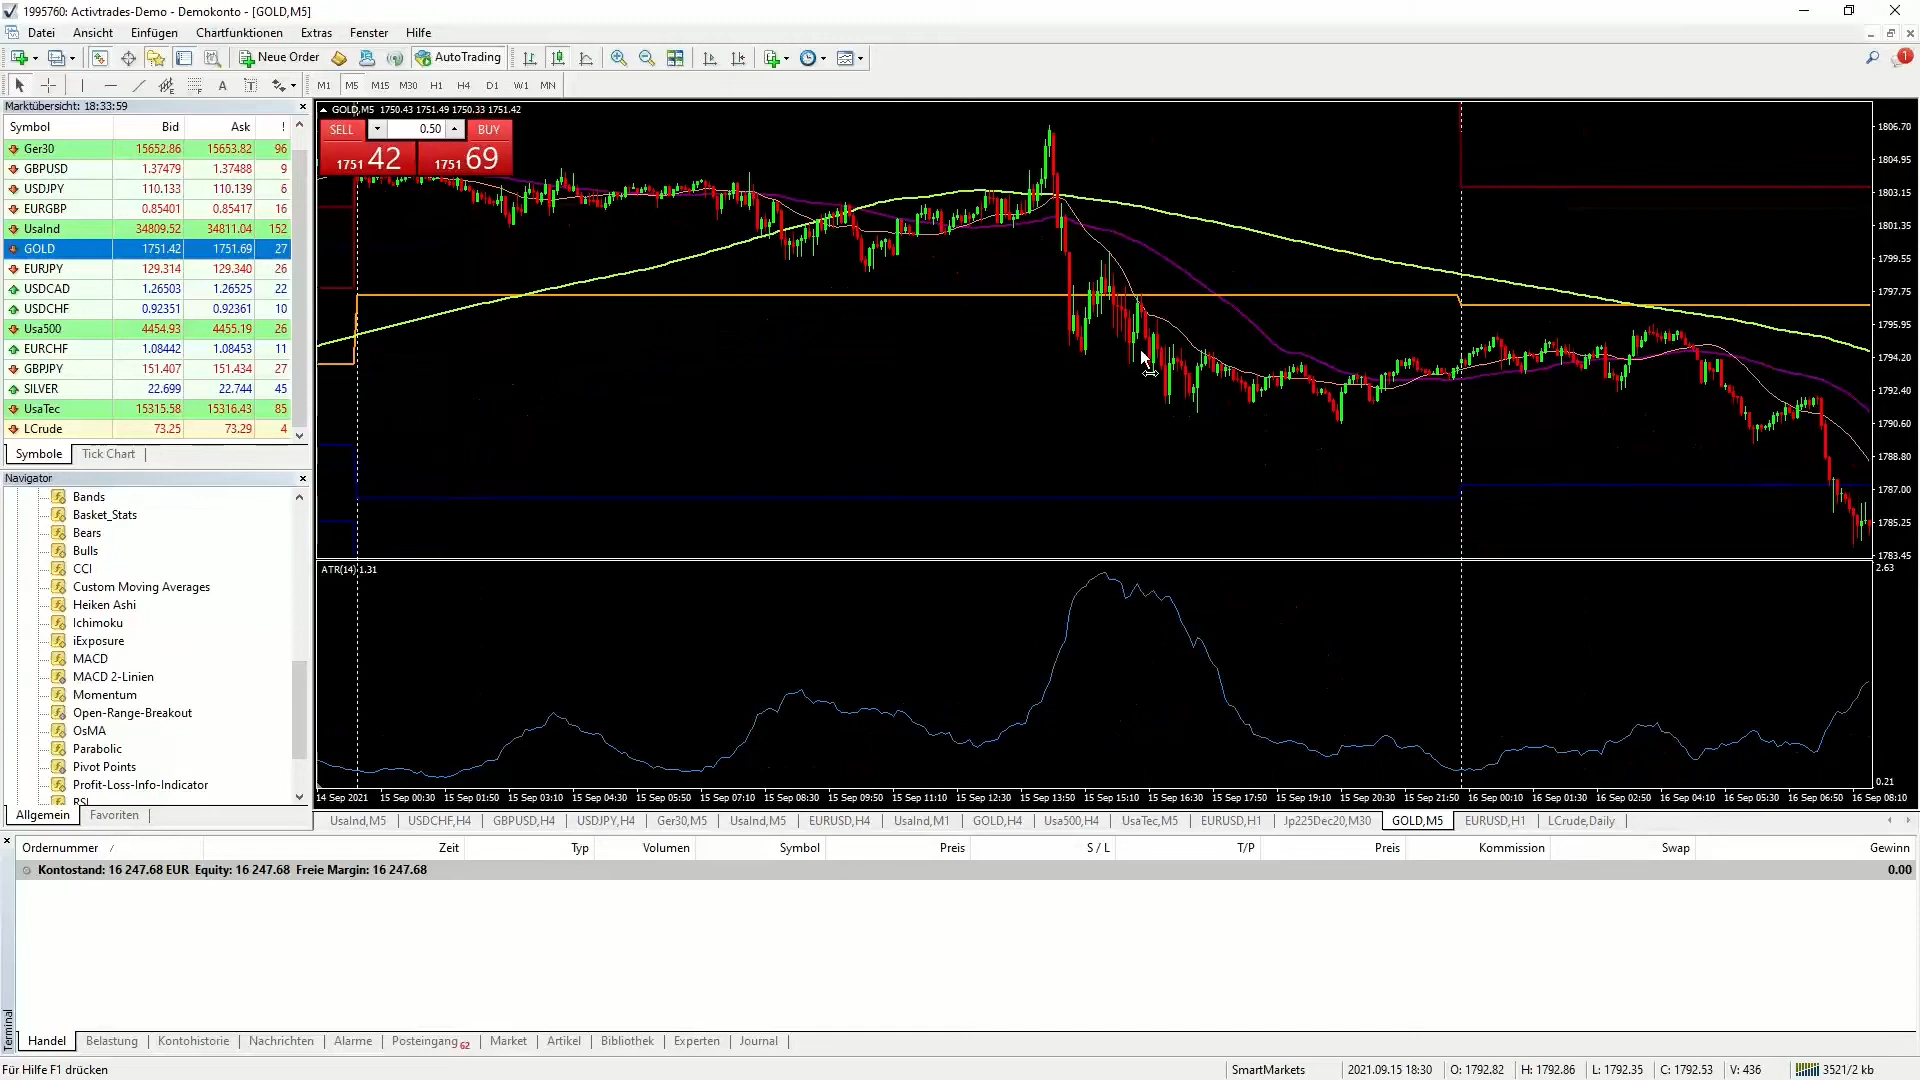 1995760: Activtrades-Demo - Demokonto - [GOLD,M5]
Datei Ansicht Einfügen Chartfunktionen Extras Fenster Hilfe
Neue Order AutoTrading
M1 M5 M15 M30 H1 H4 D1 W1 MN
Marktübersicht: 18:33:59
Symbol Bid Ask !
Ger30 15652.86 15653.82 96
GBPUSD 1.37479 1.37488 9
USDJPY 110.133 110.139 6
EURGBP 0.85401 0.85417 16
UsaInd 34809.52 34811.04 152
GOLD 1751.42 1751.69 27
EURJPY 129.314 129.340 26
USDCAD 1.26503 1.26525 22
USDCHF 0.92351 0.92361 10
Usa500 4454.93 4455.19 26
EURCHF 1.08442 1.08453 11
GBPJPY 151.407 151.434 27
SILVER 22.699 22.744 45
UsaTec 15315.58 15316.43 85
LCrude 73.25 73.29 4
Symbole Tick Chart
Navigator
Bands
Basket_Stats
Bears
Bulls
CCI
Custom Moving Averages
Heiken Ashi
Ichimoku
iExposure
MACD
MACD 2-Linien
Momentum
Open-Range-Breakout
OsMA
Parabolic
Pivot Points
Profit-Loss-Info-Indicator
RSI
Allgemein Favoriten
GOLD,M5 1750.43 1751.49 1750.33 1751.42
SELL 0.50 BUY
1751 42 1751 69
1806.70
1804.95
1803.15
1801.35
1799.55
1797.75
1795.95
1794.20
1792.40
1790.60
1788.80
1787.00
1785.25
1783.45
ATR(14) 1.31
2.63
0.21
14 Sep 2021 15 Sep 00:30 15 Sep 01:50 15 Sep 03:10 15 Sep 04:30 15 Sep 05:50 15 Sep 07:10 15 Sep 08:30 15 Sep 09:50 15 Sep 11:10 15 Sep 12:30 15 Sep 13:50 15 Sep 15:10 15 Sep 16:30 15 Sep 17:50 15 Sep 19:10 15 Sep 20:30 15 Sep 21:50 16 Sep 00:10 16 Sep 01:30 16 Sep 02:50 16 Sep 04:10 16 Sep 05:30 16 Sep 06:50 16 Sep 08:10
UsaInd,M5 USDCHF,H4 GBPUSD,H4 USDJPY,H4 Ger30,M5 UsaInd,M5 EURUSD,H4 UsaInd,M1 GOLD,H4 Usa500,H4 UsaTec,M5 EURUSD,H1 Jp225Dec20,M30 GOLD,M5 EURUSD,H1 LCrude,Daily
Ordernummer / Zeit Typ Volumen Symbol Preis S / L T/P Preis Kommission Swap Gewinn
Kontostand: 16 247.68 EUR Equity: 16 247.68 Freie Margin: 16 247.68 0.00
Terminal
Handel Belastung Kontohistorie Nachrichten Alarme Posteingang 62 Market Artikel Bibliothek Experten Journal
Für Hilfe F1 drücken SmartMarkets 2021.09.15 18:30 O: 1792.82 H: 1792.86 L: 1792.35 C: 1792.53 V: 436 3521/2 kb